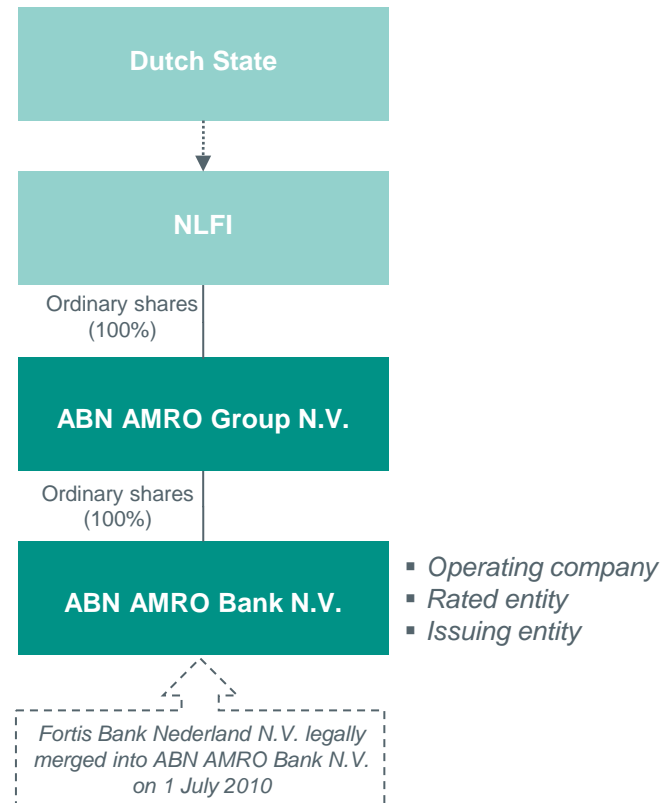 Dutch State
NLFI
Ordinary shares
(100%)
ABN AMRO Group N.V.
Ordinary shares
(100%)
ABN AMRO Bank N.V.
▪ Operating company
▪ Rated entity
▪ Issuing entity
Fortis Bank Nederland N.V. legally
merged into ABN AMRO Bank N.V.
on 1 July 2010